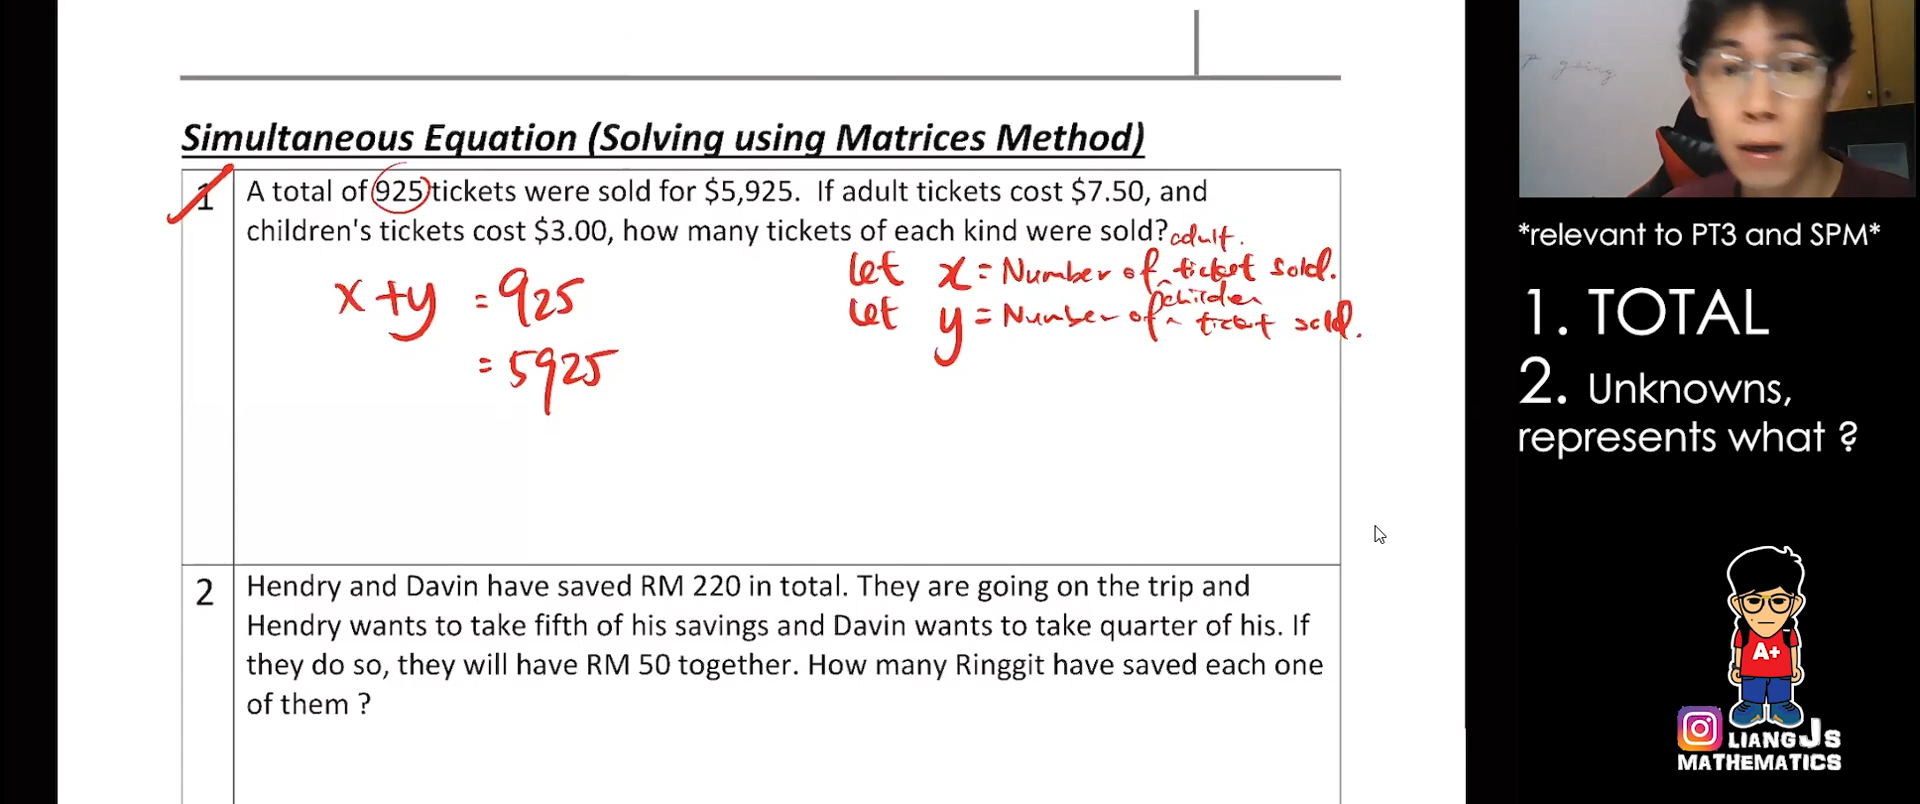 p going
Simultaneous Equation (Solving using Matrices Method)
1
A total of 925 tickets were sold for $5,925. If adult tickets cost $7.50, and
children's tickets cost $3.00, how many tickets of each kind were sold?
adult.
let x = Number of ^ ticket sold.
children
let y = Number of ^ ticket sold.
x + y = 925
= 5925
2
Hendry and Davin have saved RM 220 in total. They are going on the trip and
Hendry wants to take fifth of his savings and Davin wants to take quarter of his. If
they do so, they will have RM 50 together. How many Ringgit have saved each one
of them ?
*relevant to PT3 and SPM*
1. TOTAL
2. Unknowns,
represents what ?
A+
LIANGJS
MATHEMATICS